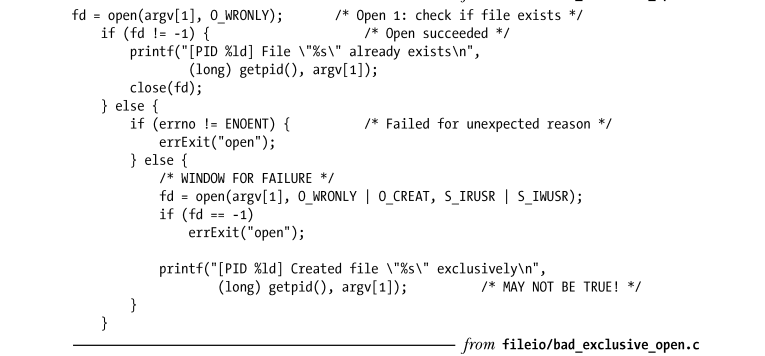 fd = open(argv[1], O_WRONLY);       /* Open 1: check if file exists */
    if (fd != -1) {                     /* Open succeeded */
        printf("[PID %ld] File \"%s\" already exists\n",
                (long) getpid(), argv[1]);
        close(fd);
    } else {
        if (errno != ENOENT) {          /* Failed for unexpected reason */
            errExit("open");
        } else {
            /* WINDOW FOR FAILURE */
            fd = open(argv[1], O_WRONLY | O_CREAT, S_IRUSR | S_IWUSR);
            if (fd == -1)
                errExit("open");

            printf("[PID %ld] Created file \"%s\" exclusively\n",
                    (long) getpid(), argv[1]);          /* MAY NOT BE TRUE! */
        }
    }
from fileio/bad_exclusive_open.c